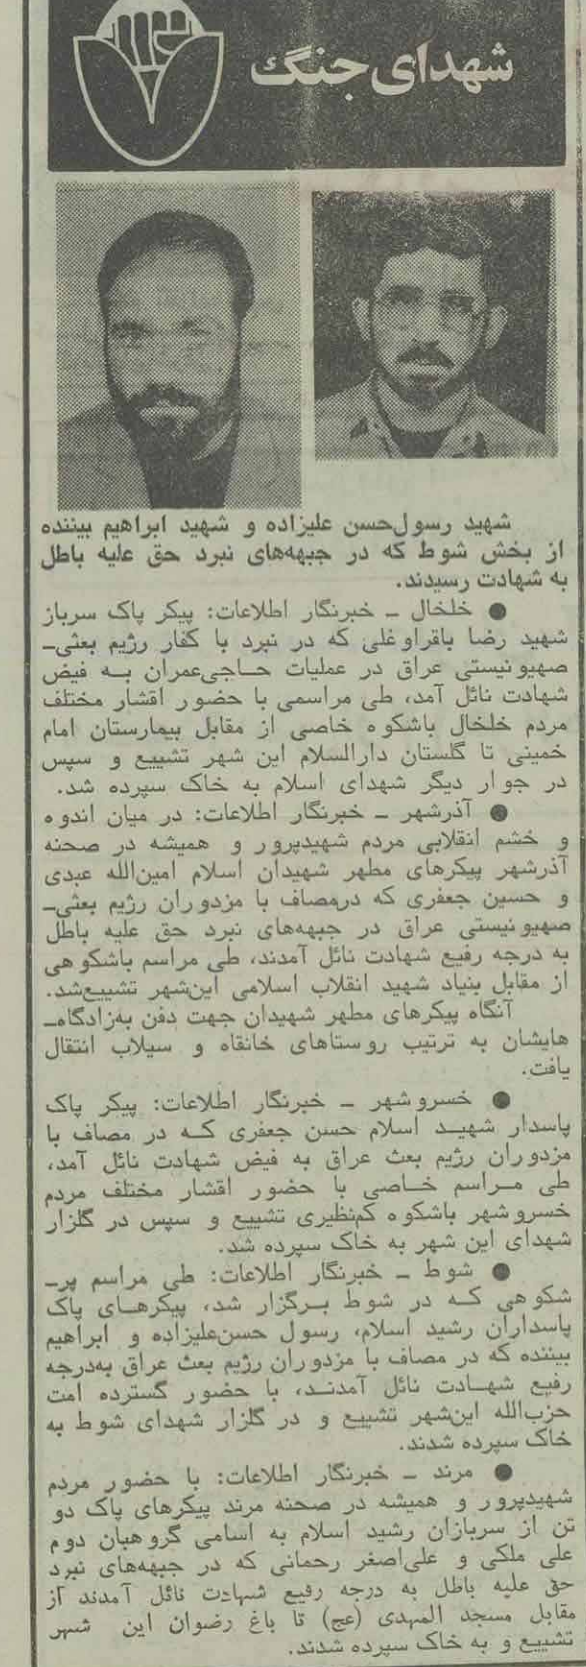 شهدای جنگ
شهید رسول‌حسن علیزاده و شهید ابراهیم بیننده
از بخش شوط که در جبهه‌های نبرد حق علیه باطل
به شهادت رسیدند.
● خلخال ـ خبرنگار اطلاعات: پیکر پاک سرباز
شهید رضا باقراوغلی که در نبرد با کفار رژیم بعثی‌ـ
صهیونیستی عراق در عملیات حـاجی‌عمران بـه فیض
شهادت نائل آمد، طی مراسمی با حضور اقشار مختلف
مردم خلخال باشکوه خاصی از مقابل بیمارستان امام
خمینی تا گلستان دارالسلام این شهر تشییع و سپس
در جوار دیگر شهدای اسلام به خاک سپرده شد.
● آذرشهر ـ خبرنگار اطلاعات: در میان اندوه
و خشم انقلابی مردم شهیدپرور و همیشه در صحنه
آذرشهر پیکرهای مطهر شهیدان اسلام امین‌الله عبدی
و حسین جعفری که درمصاف با مزدوران رژیم بعثی‌ـ
صهیونیستی عراق در جبهه‌های نبرد حق علیه باطل
به درجه رفیع شهادت نائل آمدند، طی مراسم باشکوهی
از مقابل بنیاد شهید انقلاب اسلامی این‌شهر تشییع‌شد.
آنگاه پیکرهای مطهر شهیدان جهت دفن به‌زادگاه‌ـ
هایشان به ترتیب روستاهای خانقاه و سیلاب انتقال
یافت.
● خسروشهر ـ خبرنگار اطلاعات: پیکر پاک
پاسدار شهیـد اسلام حسن جعفری کـه در مصاف با
مزدوران رژیم بعث عراق به فیض شهادت نائل آمد،
طی مـراسم خـاصی با حضور اقشار مختلف مردم
خسروشهر باشکوه کم‌نظیری تشییع و سپس در گلزار
شهدای این شهر به خاک سپرده شد.
● شوط ـ خبرنگار اطلاعات: طی مراسم پرـ
شکوهی کـه در شوط بـرگزار شد، پیکرهـای پاک
پاسداران رشید اسلام، رسول حسن‌علیزاده و ابراهیم
بیننده که در مصاف با مزدوران رژیم بعث عراق به‌درجه
رفیع شهـادت نائل آمدنـد، با حضور گسترده امت
حزب‌الله این‌شهر تشییع و در گلزار شهدای شوط به
خاک سپرده شدند.
● مرند ـ خبرنگار اطلاعات: با حضور مردم
شهیدپرور و همیشه در صحنه مرند پیکرهای پاک دو
تن از سربازان رشید اسلام به اسامی گروهبان دوم
علی ملکی و علی‌اصغر رحمانی که در جبهه‌های نبرد
حق علیه باطل به درجه رفیع شهادت نائل آمدند از
مقابل مسجد المهدی (عج) تا باغ رضوان این شهر
تشییع و به خاک سپرده شدند.